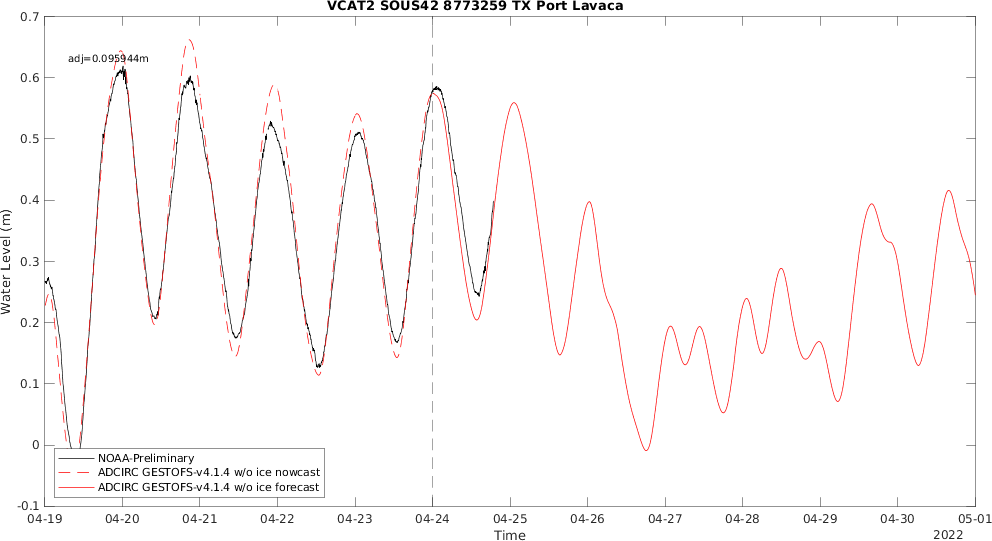 VCAT2 SOUS42 8773259 TX Port Lavaca
adj=0.095944m
0.7
0.6
0.5
0.4
0.3
0.2
0.1
0
-0.1
Water Level (m)
NOAA-Preliminary
ADCIRC GESTOFS-v4.1.4 w/o ice nowcast
ADCIRC GESTOFS-v4.1.4 w/o ice forecast
04-19 04-20 04-21 04-22 04-23 04-24 04-25 04-26 04-27 04-28 04-29 04-30 05-01
Time
2022